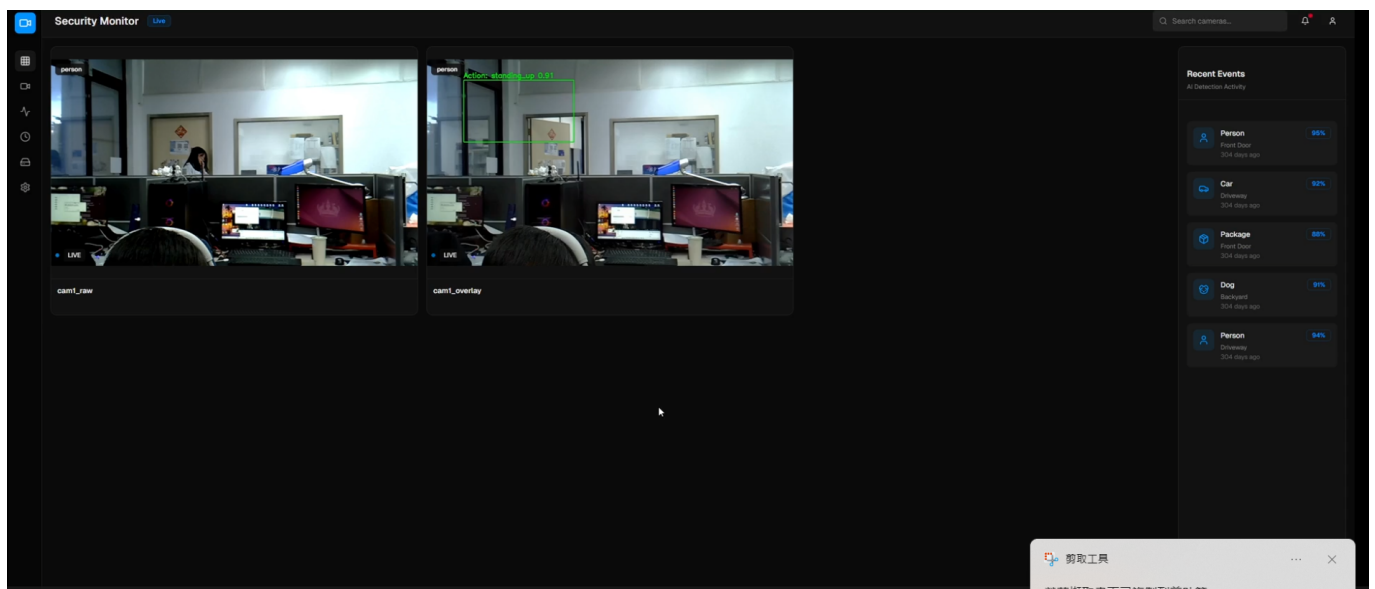 Security Monitor
Live
Search cameras...
person
LIVE
cam1_raw
person
Action: standing_up 0.91
LIVE
cam1_overlay
Recent Events
AI Detection Activity
Person
95%
Front Door
304 days ago
Car
92%
Driveway
304 days ago
Package
88%
Front Door
304 days ago
Dog
91%
Backyard
304 days ago
Person
94%
Driveway
304 days ago
剪取工具